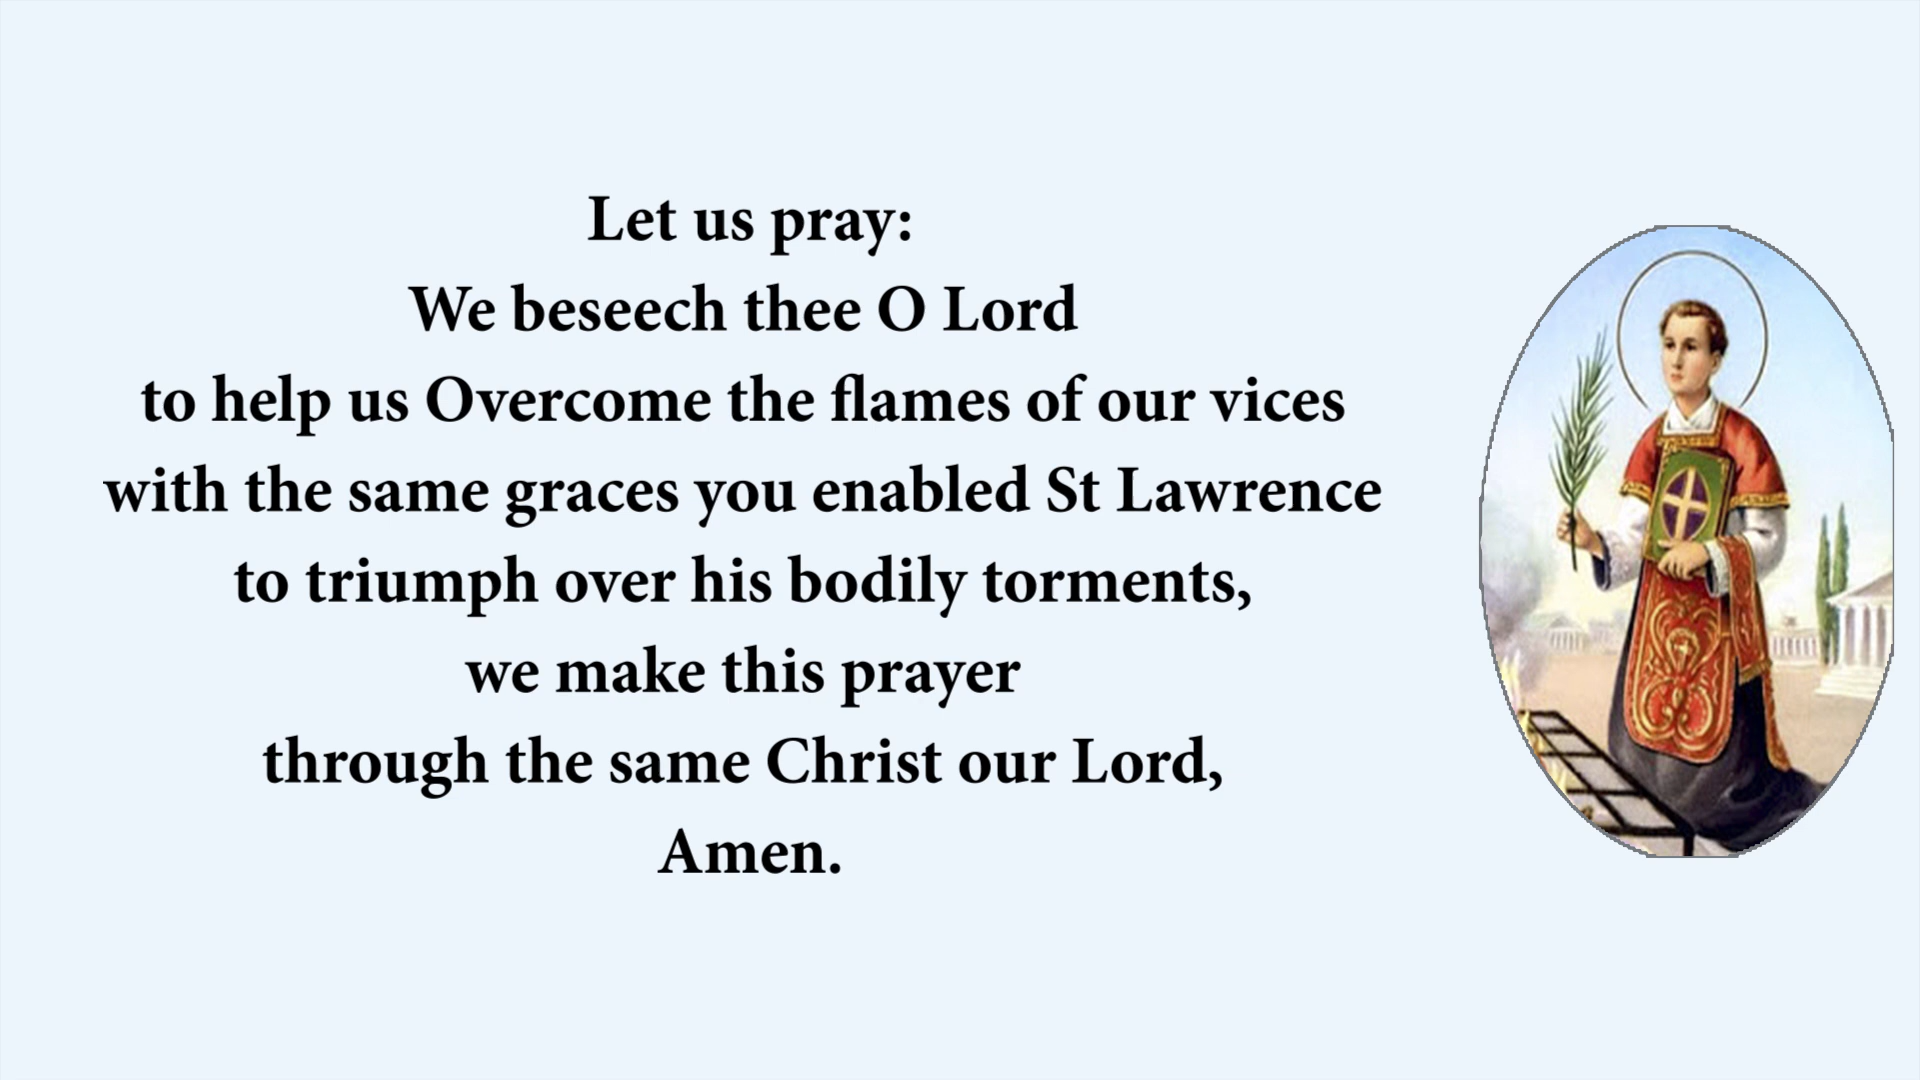 Let us pray:
We beseech thee O Lord
to help us Overcome the flames of our vices
with the same graces you enabled St Lawrence
to triumph over his bodily torments,
we make this prayer
through the same Christ our Lord,
Amen.